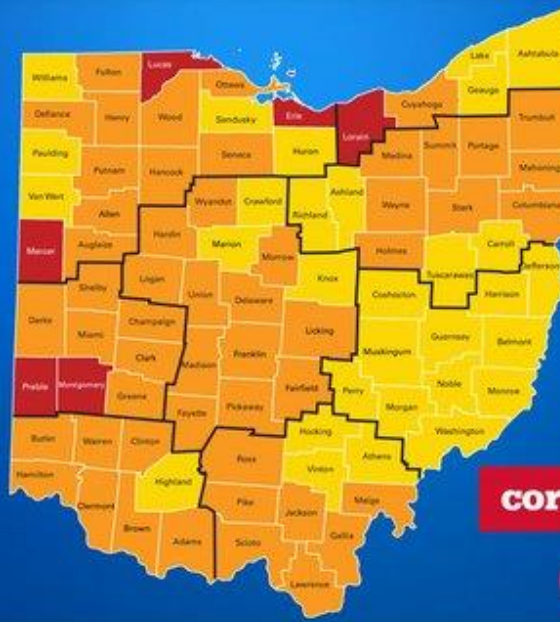 Lake
Ashtabula
Williams
Fulton
Lucas
Ottawa
Geauga
Cuyahoga
Defiance
Henry
Wood
Sandusky
Erie
Lorain
Trumbull
Paulding
Seneca
Huron
Medina
Summit
Portage
Putnam
Hancock
Mahoning
Van Wert
Wyandot
Crawford
Ashland
Richland
Wayne
Stark
Columbiana
Allen
Hardin
Marion
Mercer
Auglaize
Morrow
Holmes
Carroll
Tuscarawas
Jefferson
Shelby
Logan
Union
Delaware
Knox
Coshocton
Harrison
Darke
Miami
Champaign
Licking
Guernsey
Belmont
Clark
Madison
Franklin
Muskingum
Preble
Montgomery
Greene
Fairfield
Perry
Noble
Monroe
Fayette
Pickaway
Morgan
Washington
Butler
Warren
Clinton
Hocking
Ross
Athens
Vinton
Hamilton
Highland
Clermont
Pike
Jackson
Meigs
Brown
Adams
Scioto
Gallia
Lawrence
cor